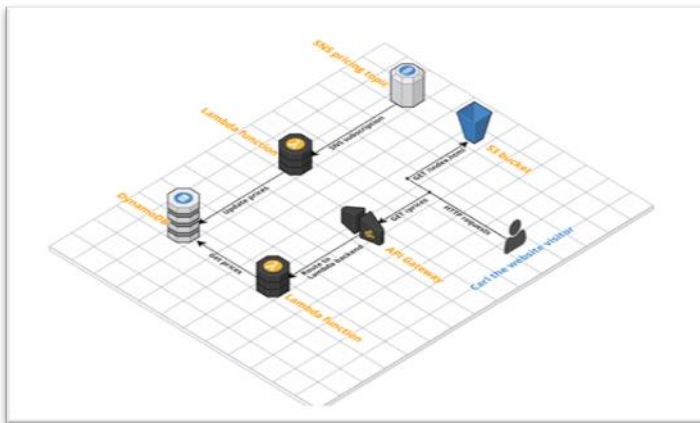 SNS pricing topic
Lambda function
SNS subscription
S3 bucket
GET /index.html
DynamoDB
Update prices
GET /prices
HTTP requests
API Gateway
Carl the website visitor
Get prices
Route to
Lambda backend
Lambda function